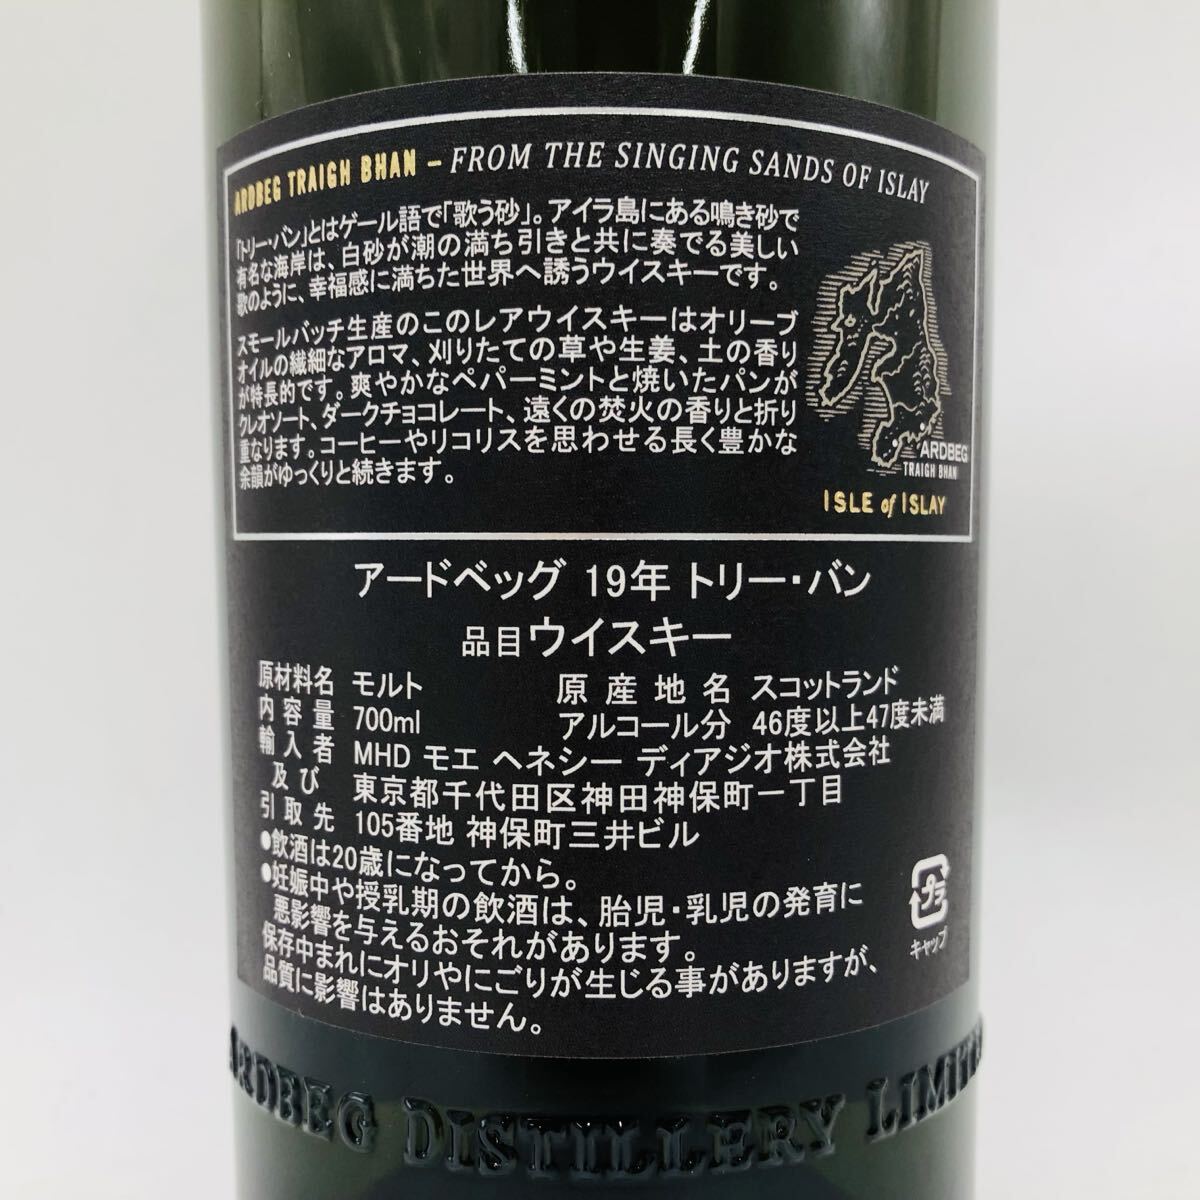 ARDBEG TRAIGH BHAN – FROM THE SINGING SANDS OF ISLAY
「トリー・バン」とはゲール語で「歌う砂」。アイラ島にある鳴き砂で
有名な海岸は、白砂が潮の満ち引きと共に奏でる美しい
歌のように、幸福感に満ちた世界へ誘うウイスキーです。
スモールバッチ生産のこのレアウイスキーはオリーブ
オイルの繊細なアロマ、刈りたての草や生姜、土の香り
が特長的です。爽やかなペパーミントと焼いたパンが
クレオソート、ダークチョコレート、遠くの焚火の香りと折り
重なります。コーヒーやリコリスを思わせる長く豊かな
余韻がゆっくりと続きます。
ARDBEG
TRAIGH BHAN
ISLE of ISLAY
アードベッグ 19年 トリー・バン
品目 ウイスキー
原材料名 モルト 原産地名 スコットランド
内容量 700ml アルコール分 46度以上47度未満
輸入者 MHD モエ ヘネシー ディアジオ株式会社
及び 東京都千代田区神田神保町一丁目
引取先 105番地 神保町三井ビル
●飲酒は20歳になってから。
●妊娠中や授乳期の飲酒は、胎児・乳児の発育に
悪影響を与えるおそれがあります。
保存中まれにオリやにごりが生じる事がありますが、
品質に影響はありません。
プラ
キャップ
ARDBEG DISTILLERY LIMITED